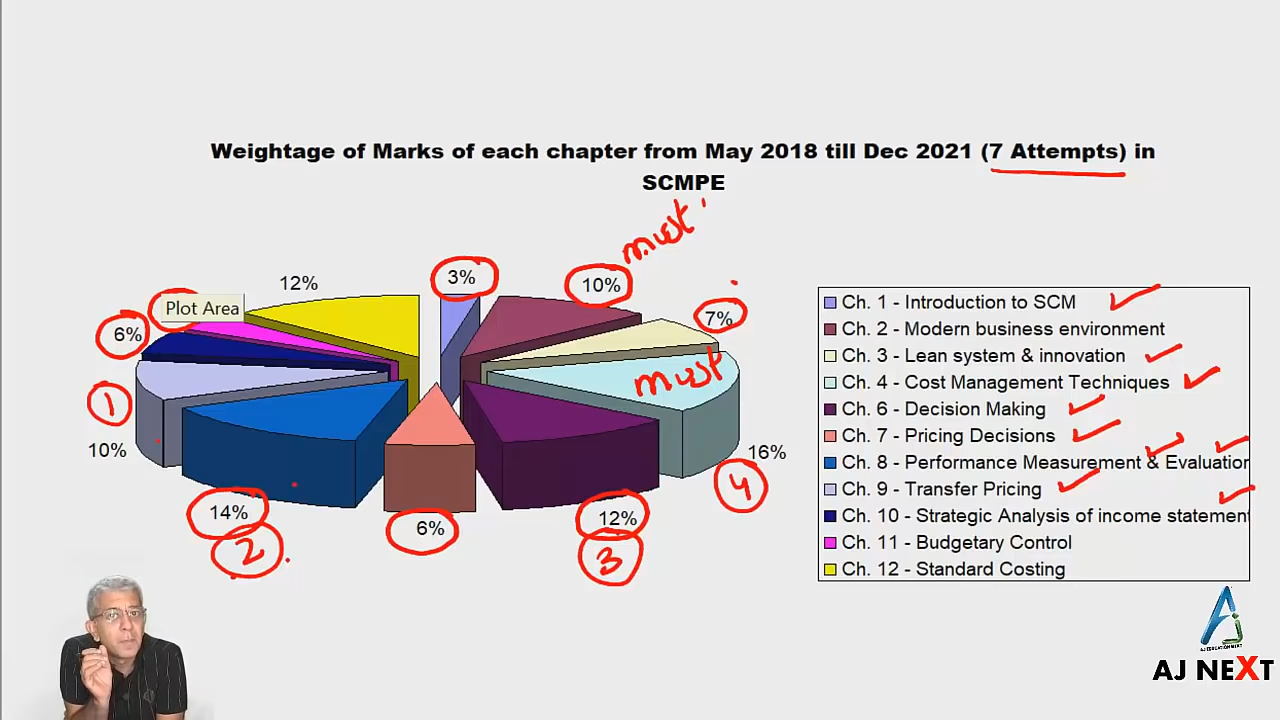 Weightage of Marks of each chapter from May 2018 till Dec 2021 (7 Attempts) in
SCMPE
must
12%
3%
10%
Plot Area
6%
7%
must
1
10%
16%
4
14%
2
6%
12%
3
Ch. 1 - Introduction to SCM
Ch. 2 - Modern business environment
Ch. 3 - Lean system & innovation
Ch. 4 - Cost Management Techniques
Ch. 6 - Decision Making
Ch. 7 - Pricing Decisions
Ch. 8 - Performance Measurement & Evaluation
Ch. 9 - Transfer Pricing
Ch. 10 - Strategic Analysis of income statement
Ch. 11 - Budgetary Control
Ch. 12 - Standard Costing
AJ NEXT